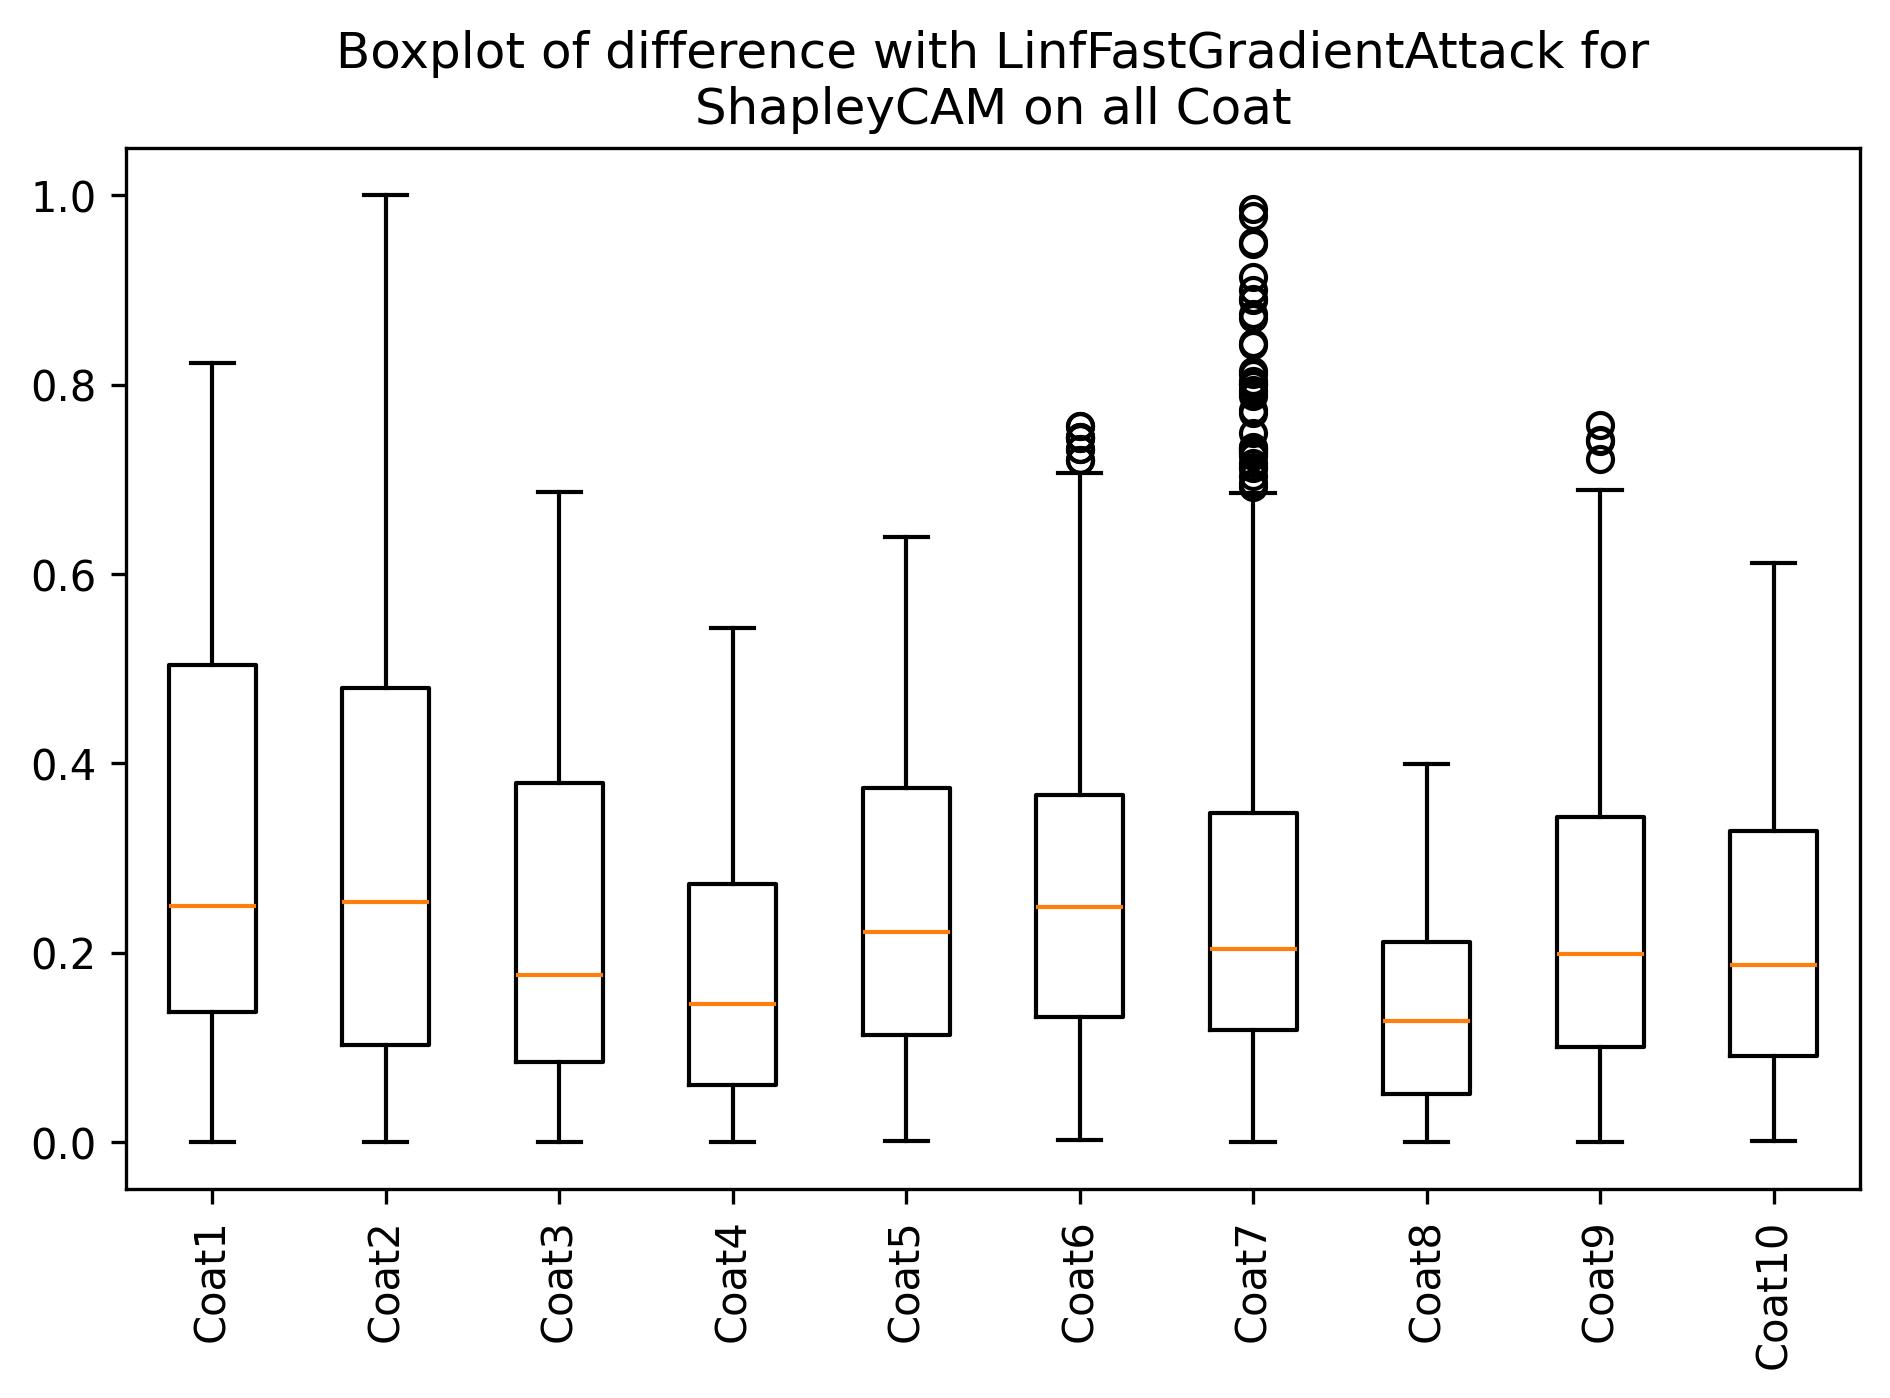 Boxplot of difference with LinfFastGradientAttack for
ShapleyCAM on all Coat
1.0
0.8
0.6
0.4
0.2
0.0
Coat1
Coat2
Coat3
Coat4
Coat5
Coat6
Coat7
Coat8
Coat9
Coat10